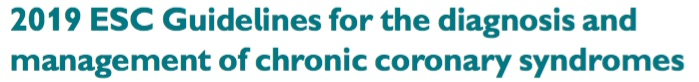 2019 ESC Guidelines for the diagnosis and
management of chronic coronary syndromes